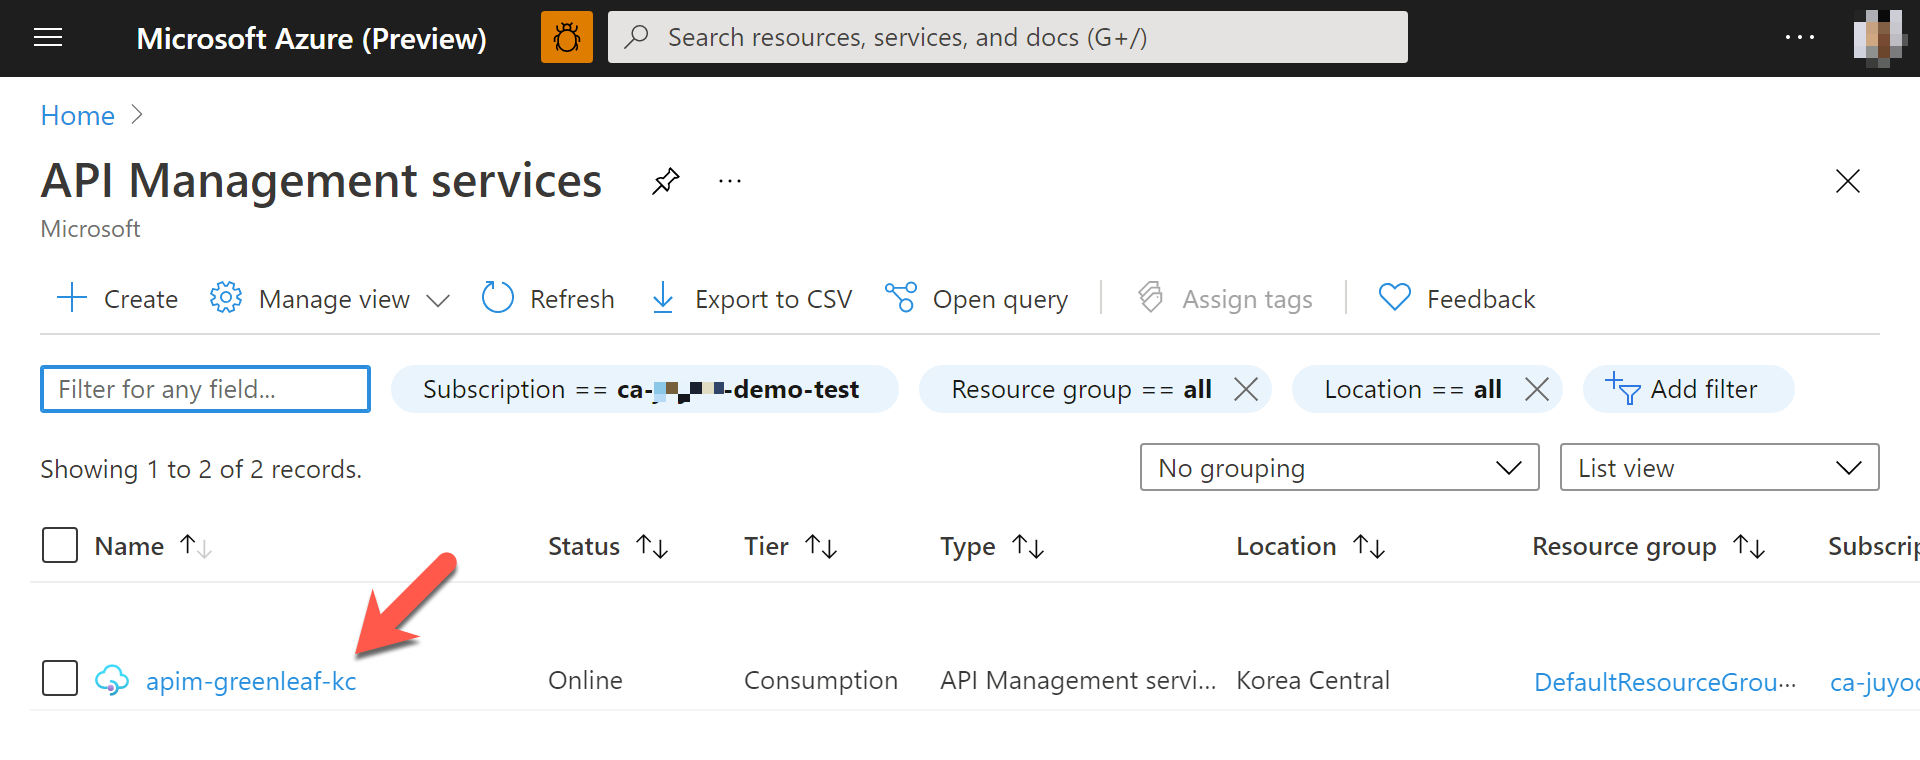 Microsoft Azure (Preview) Search resources, services, and docs (G+/) ...
Home >
API Management services ...
Microsoft
Create Manage view Refresh Export to CSV Open query Assign tags Feedback
Filter for any field... Subscription == ca- -demo-test Resource group == all Location == all Add filter
Showing 1 to 2 of 2 records. No grouping List view
Name Status Tier Type Location Resource group Subscrip
apim-greenleaf-kc Online Consumption API Management servi... Korea Central DefaultResourceGrou... ca-juyoo